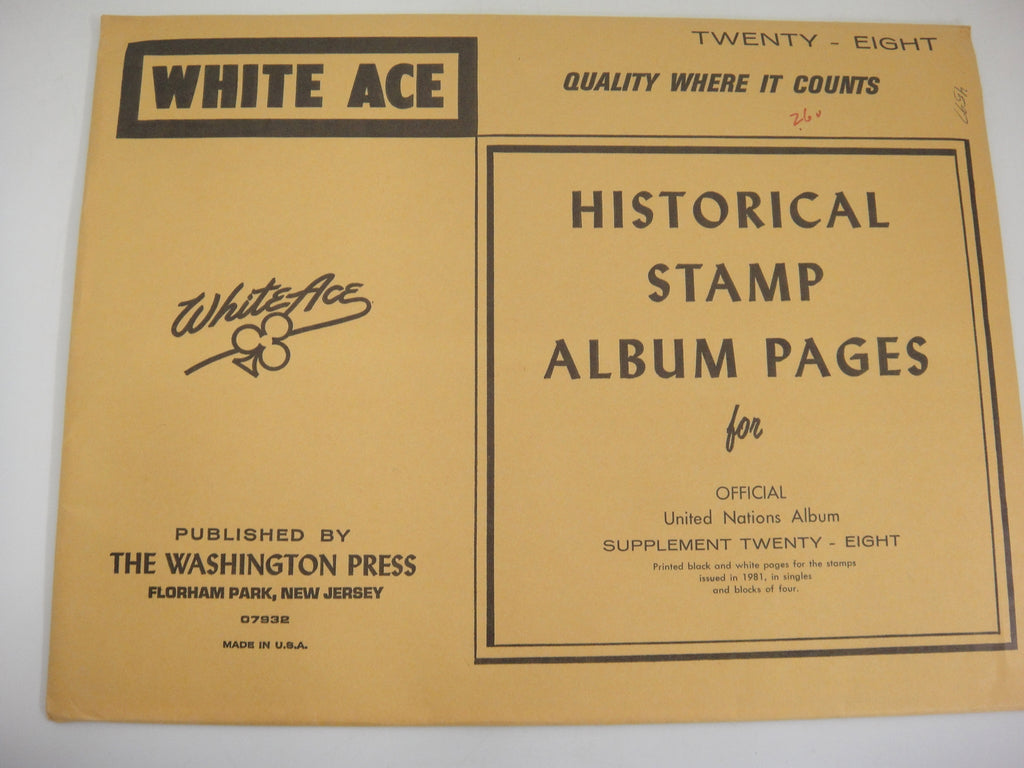 TWENTY - EIGHT
WHITE ACE
QUALITY WHERE IT COUNTS
260
HISTORICAL
STAMP
ALBUM PAGES
for
White Ace
OFFICIAL
United Nations Album
SUPPLEMENT TWENTY - EIGHT
Printed black and white pages for the stamps
issued in 1981, in singles
and blocks of four.
PUBLISHED BY
THE WASHINGTON PRESS
FLORHAM PARK, NEW JERSEY
07932
MADE IN U.S.A.